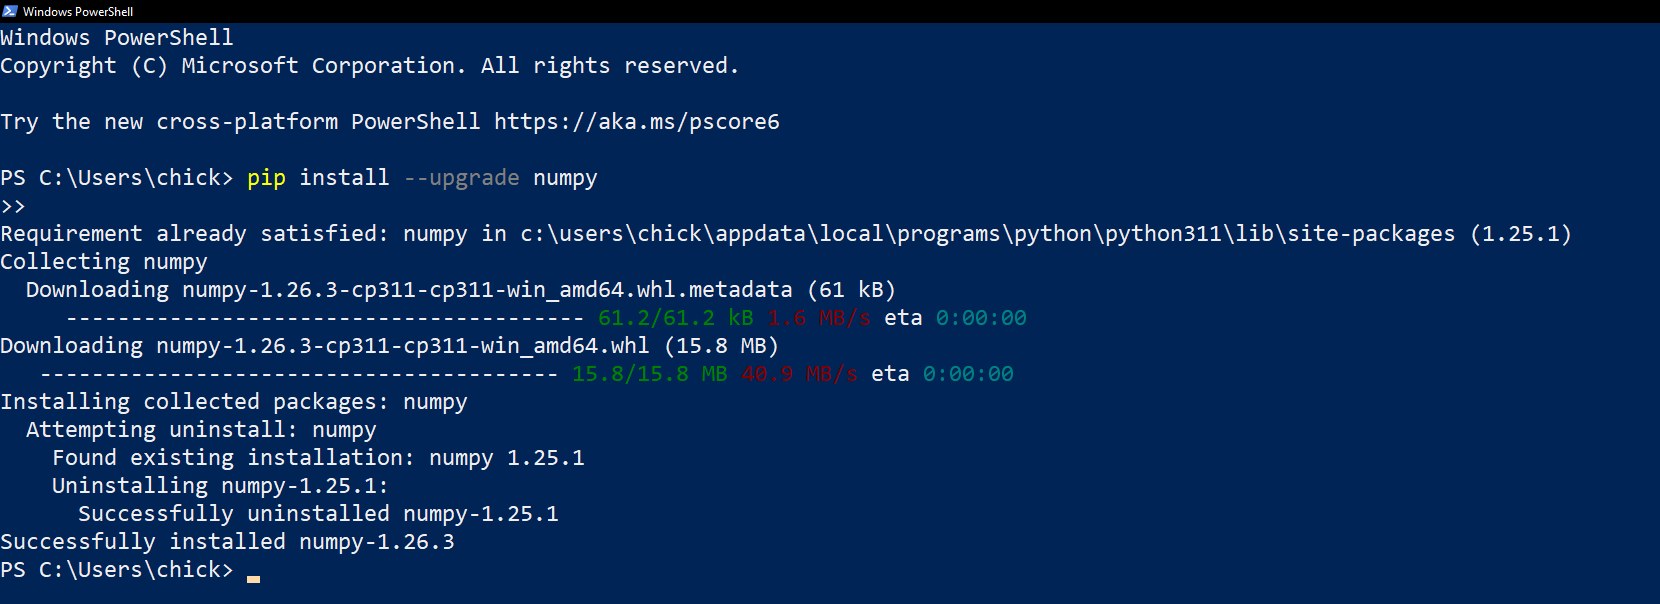 Windows PowerShell
Windows PowerShell
Copyright (C) Microsoft Corporation. All rights reserved.
Try the new cross-platform PowerShell https://aka.ms/pscore6
PS C:\Users\chick> pip install --upgrade numpy
>>
Requirement already satisfied: numpy in c:\users\chick\appdata\local\programs\python\python311\lib\site-packages (1.25.1)
Collecting numpy
  Downloading numpy-1.26.3-cp311-cp311-win_amd64.whl.metadata (61 kB)
     ---------------------------------------- 61.2/61.2 kB 1.6 MB/s eta 0:00:00
Downloading numpy-1.26.3-cp311-cp311-win_amd64.whl (15.8 MB)
   ---------------------------------------- 15.8/15.8 MB 40.9 MB/s eta 0:00:00
Installing collected packages: numpy
  Attempting uninstall: numpy
    Found existing installation: numpy 1.25.1
    Uninstalling numpy-1.25.1:
      Successfully uninstalled numpy-1.25.1
Successfully installed numpy-1.26.3
PS C:\Users\chick>